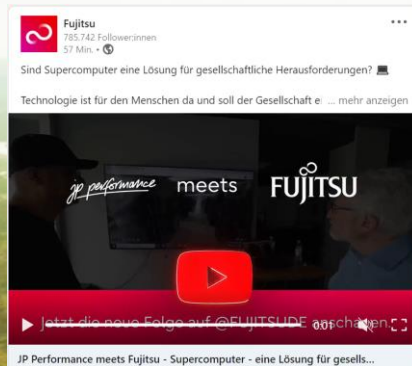 Fujitsu
785.742 Follower:innen
57 Min. •
Sind Supercomputer eine Lösung für gesellschaftliche Herausforderungen?
Technologie ist für den Menschen da und soll der Gesellschaft e ... mehr anzeigen
jp performance meets FUJITSU
Jetzt die neue Folge auf @FUJITSUDE anschauen.
0:05
JP Performance meets Fujitsu - Supercomputer - eine Lösung für gesells...